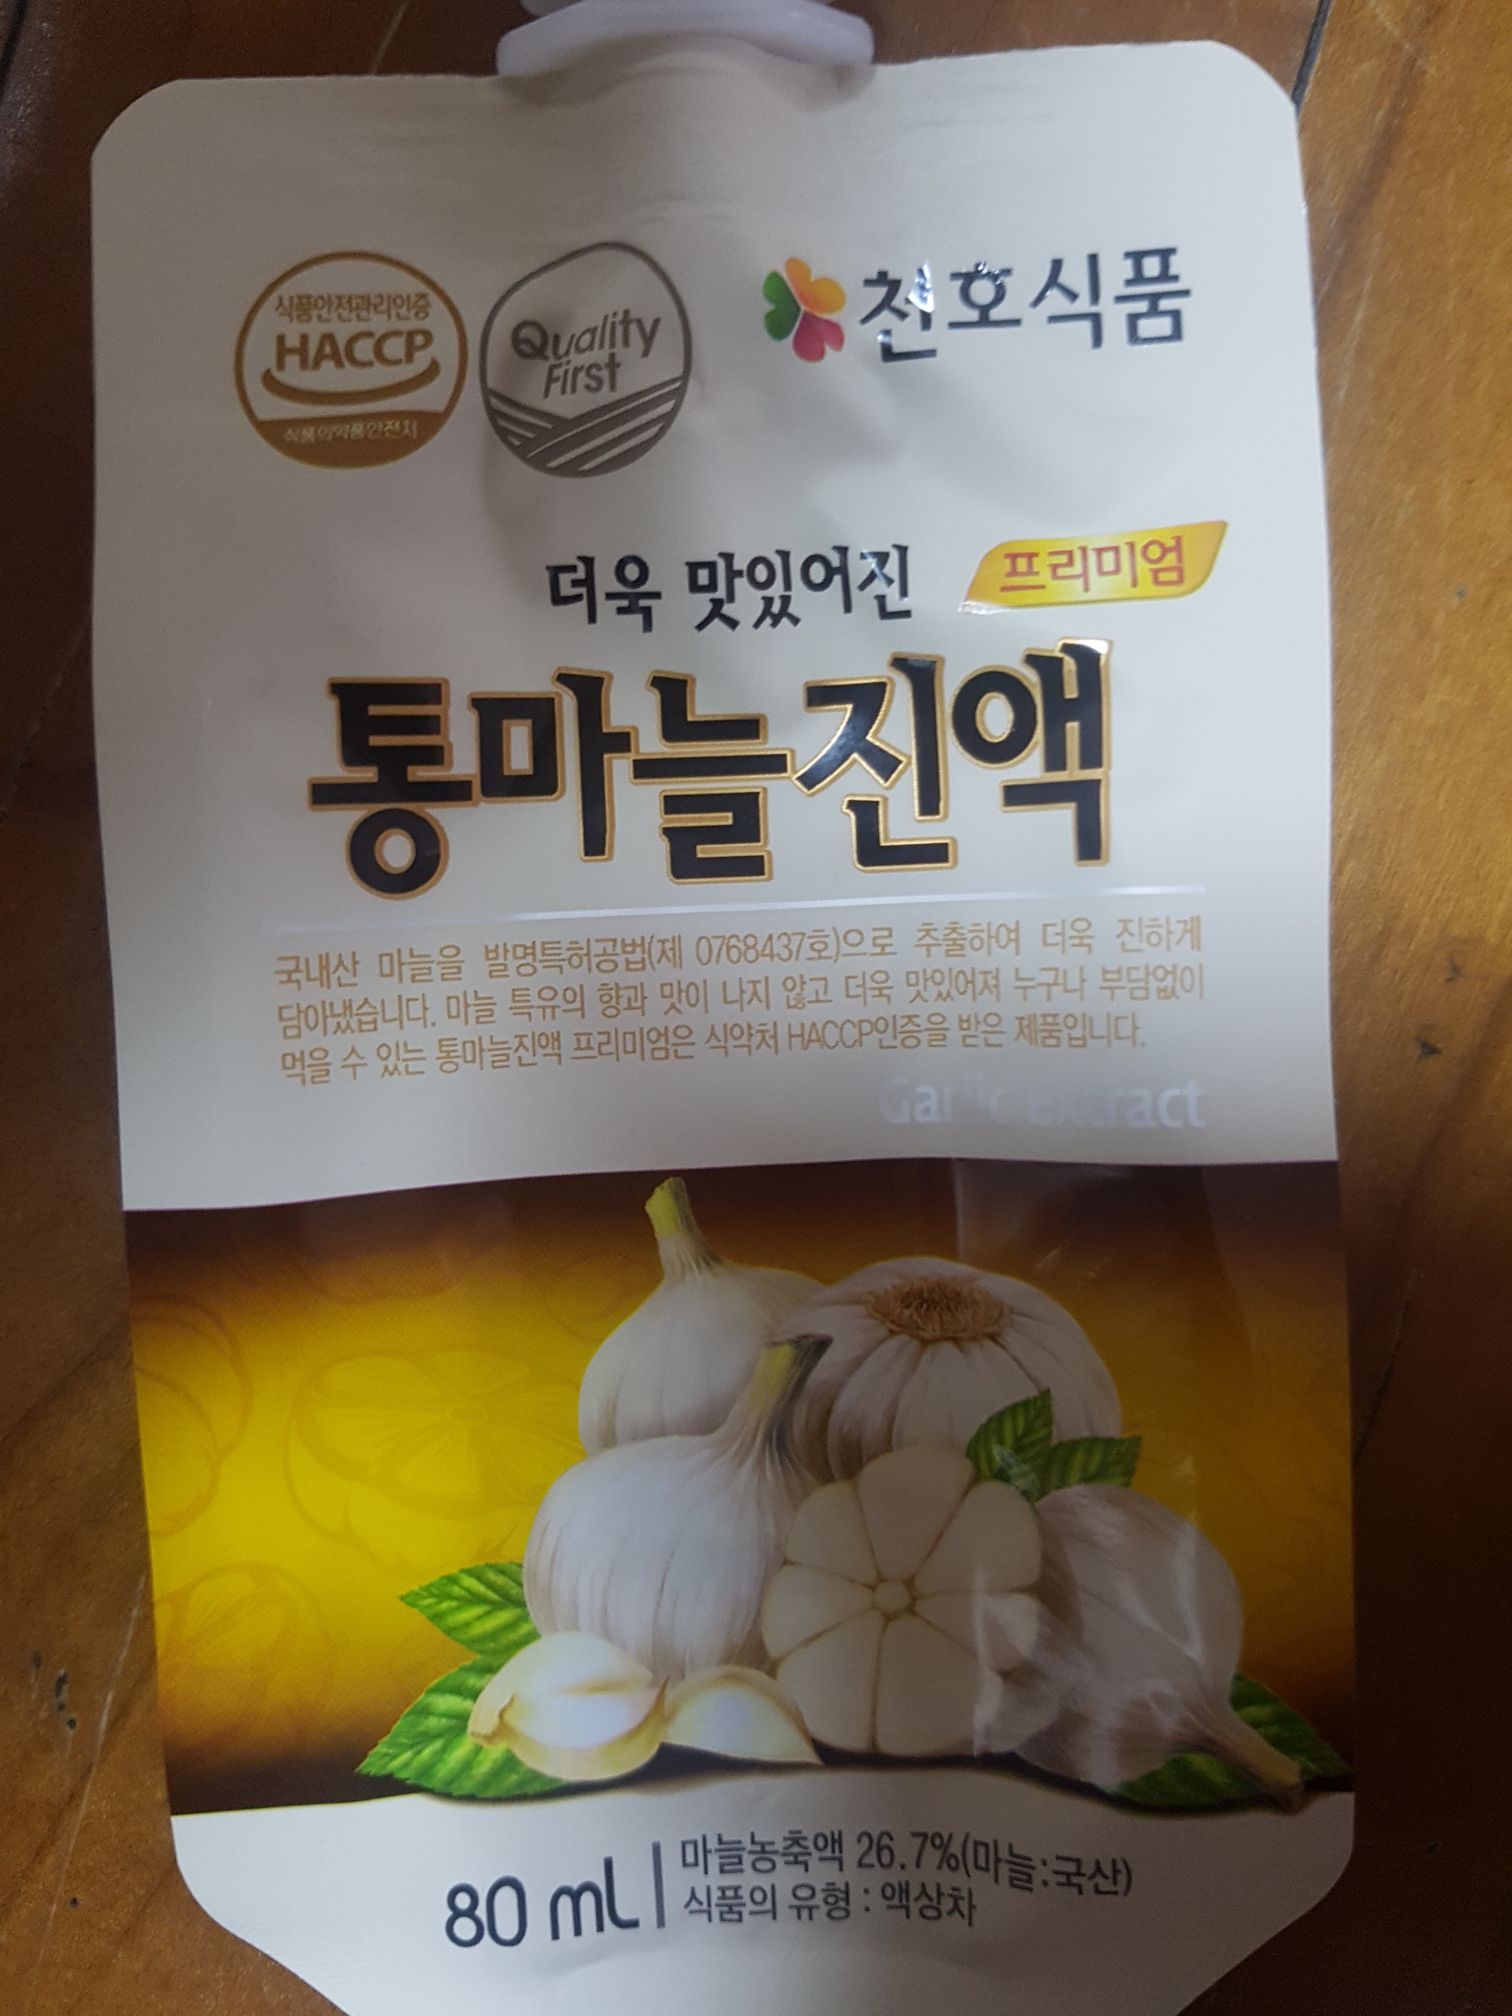 식품안전관리인증
HACCP
식품의약품안전처
Quality
First
천호식품
더욱 맛있어진 프리미엄
통마늘진액
국내산 마늘을 발명특허공법(제 0768437호)으로 추출하여 더욱 진하게
담아냈습니다. 마늘 특유의 향과 맛이 나지 않고 더욱 맛있어져 누구나 부담없이
먹을 수 있는 통마늘진액 프리미엄은 식약처 HACCP인증을 받은 제품입니다.
Garlic Extract
80 mL
마늘농축액 26.7%(마늘:국산)
식품의 유형 : 액상차